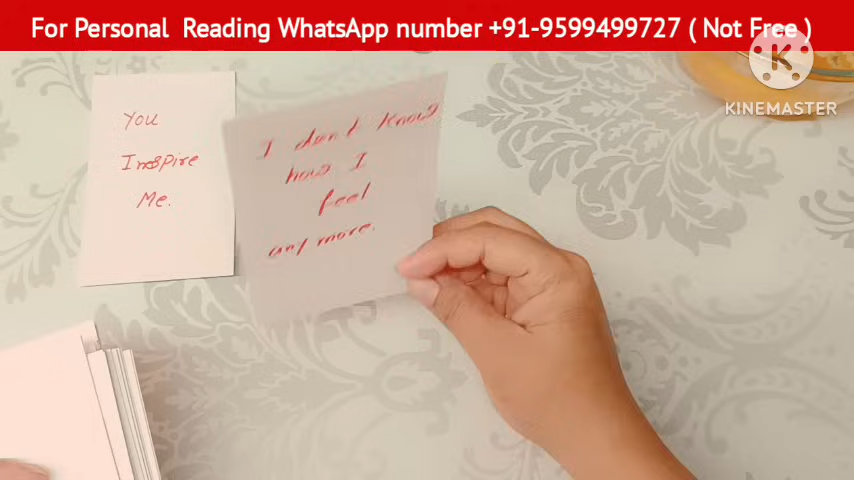 For Personal Reading WhatsApp number +91-9599499727 ( Not Free )
KINEMASTER
You
Inspire
Me.
I don't know
how I
feel
any more.